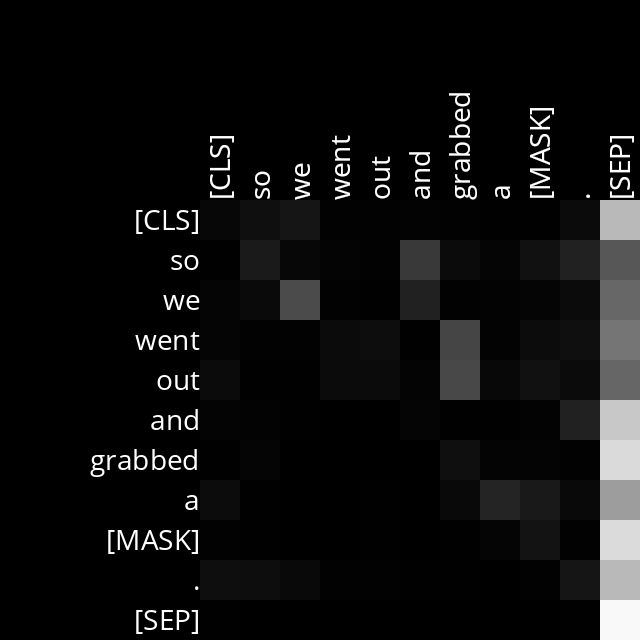 [CLS] so we went out and grabbed a [MASK] . [SEP]
[CLS]
so
we
went
out
and
grabbed
a
[MASK]
.
[SEP]